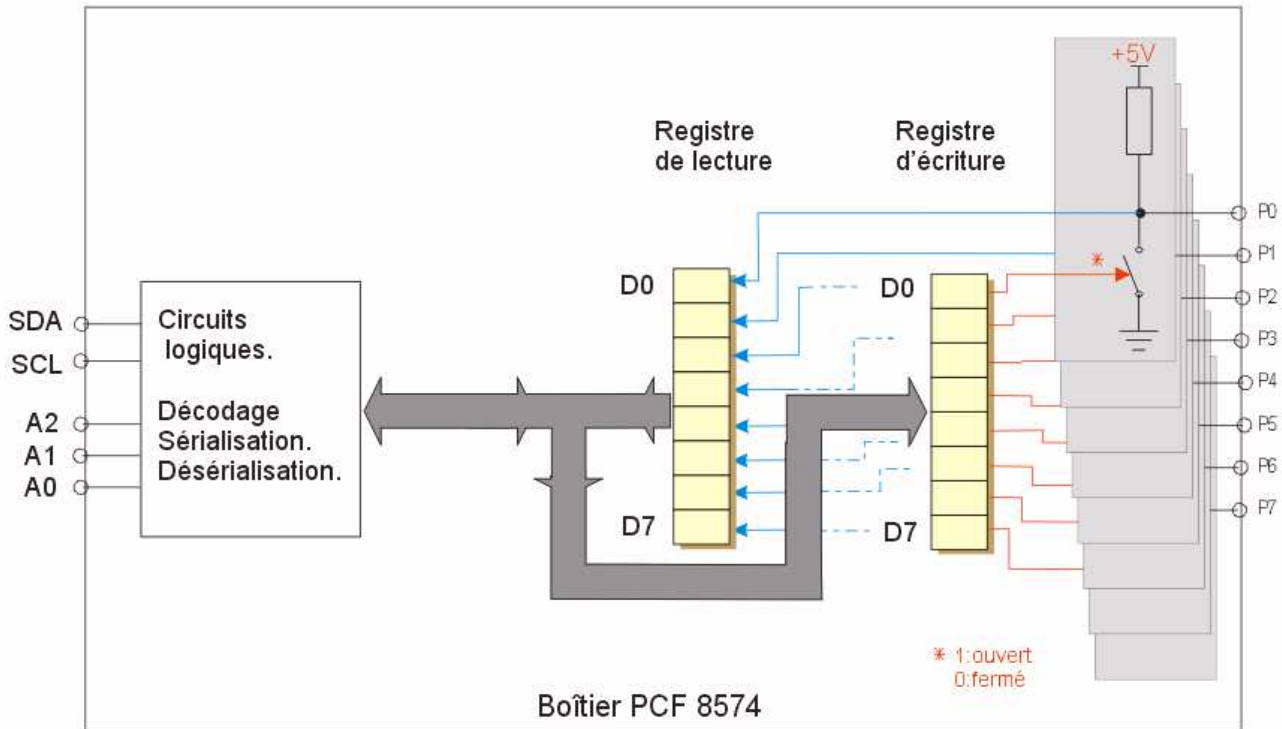 +5V
Registre
de lecture
Registre
d'écriture
P0
P1
P2
P3
P4
P5
P6
P7
D0
D7
D0
D7
*
SDA
SCL
A2
A1
A0
Circuits
logiques.
Décodage
Sérialisation.
Désérialisation.
* 1:ouvert
0:fermé
Boîtier PCF 8574